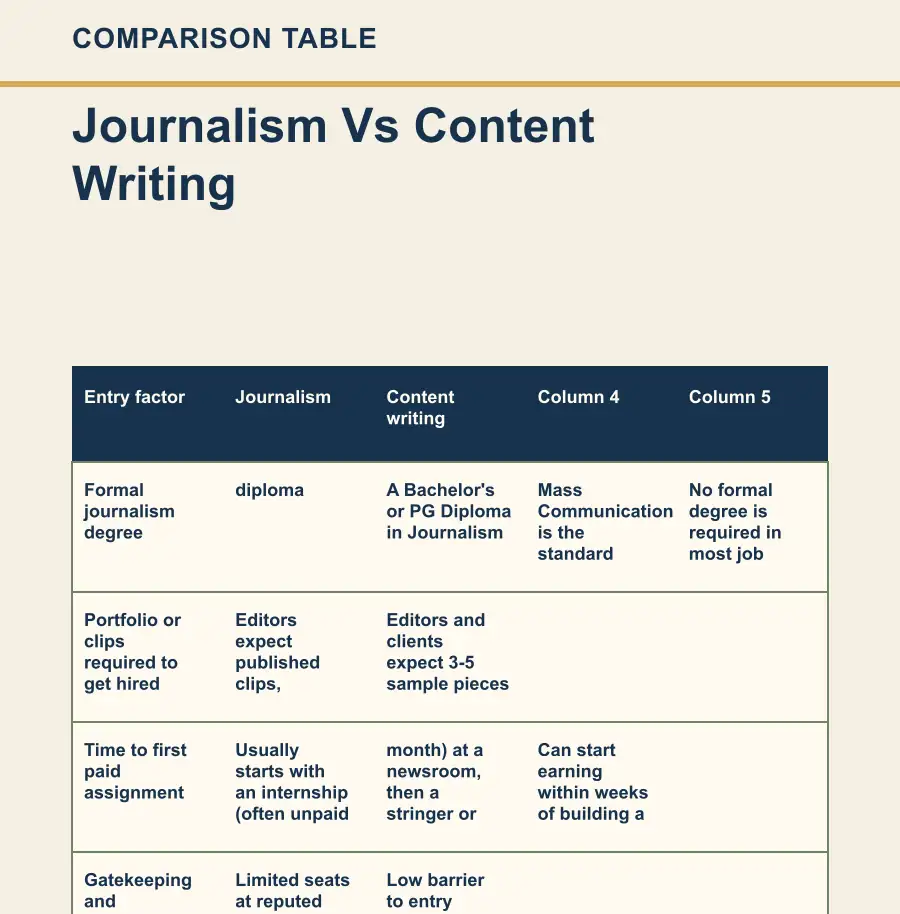 COMPARISON TABLE
Journalism Vs Content
Writing
Entry factor
Journalism
Content
writing
Column 4
Column 5
Formal
journalism
degree
diploma
A Bachelor's
or PG Diploma
in Journalism
Mass
Communication
is the
standard
No formal
degree is
required in
most job
Portfolio or
clips
required to
get hired
Editors
expect
published
clips,
Editors and
clients
expect 3-5
sample pieces
Time to first
paid
assignment
Usually
starts with
an internship
(often unpaid
month) at a
newsroom,
then a
stringer or
Can start
earning
within weeks
of building a
Gatekeeping
and
Limited seats
at reputed
Low barrier
to entry